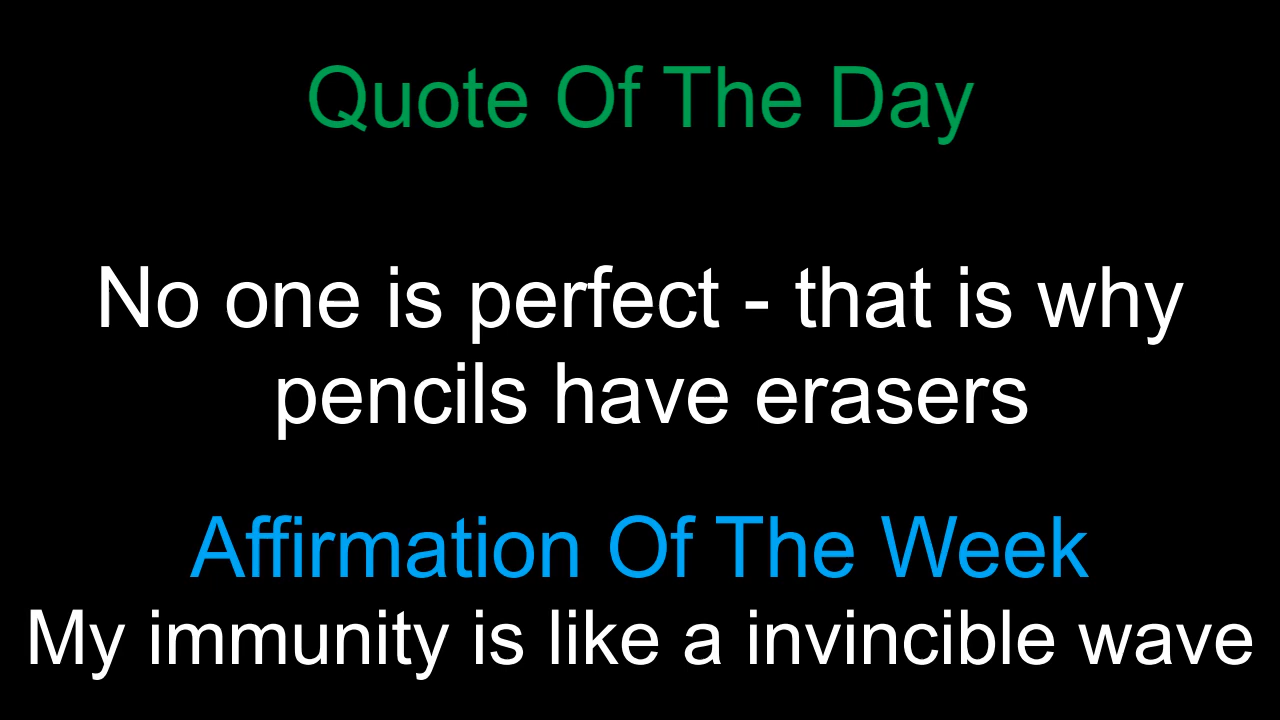 Quote Of The Day
No one is perfect - that is why
pencils have erasers
Affirmation Of The Week
My immunity is like a invincible wave